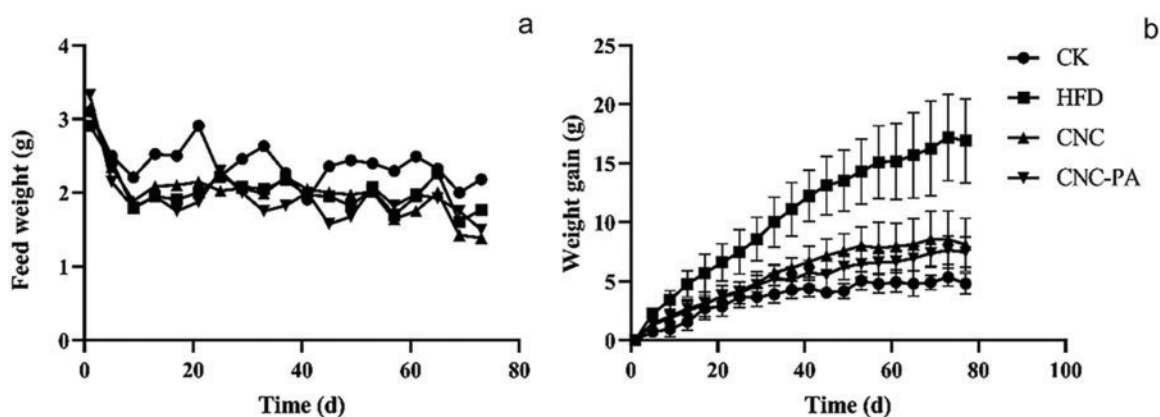 a
4
3
2
1
0
Feed weight (g)
0 20 40 60 80
Time (d)
b
25
20
15
10
5
0
Weight gain (g)
0 20 40 60 80 100
Time (d)
CK
HFD
CNC
CNC-PA